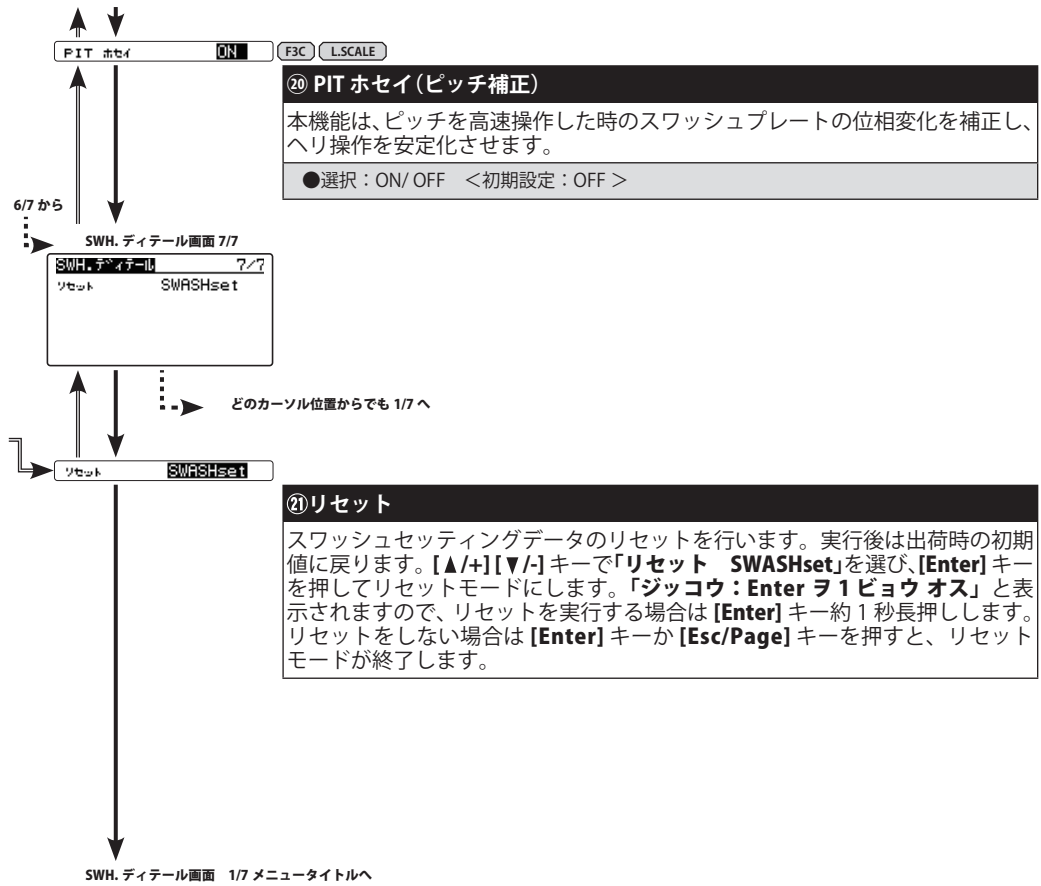 PIT ホセイ ON F3C L.SCALE
⑳ PIT ホセイ（ピッチ補正）
本機能は、ピッチを高速操作した時のスワッシュプレートの位相変化を補正し、
ヘリ操作を安定化させます。
●選択：ON/ OFF　＜初期設定：OFF ＞
6/7 から
SWH. ディテール画面 7/7
SWH.ディテール 7/7
リセット SWASHset
どのカーソル位置からでも 1/7 へ
リセット SWASHset
㉑リセット
スワッシュセッティングデータのリセットを行います。実行後は出荷時の初期
値に戻ります。[▲/+] [▼/-] キーで「リセット　SWASHset」を選び、[Enter] キー
を押してリセットモードにします。「ジッコウ：Enter ヲ 1 ビョウ オス」と表
示されますので、リセットを実行する場合は [Enter] キー約 1 秒長押しします。
リセットをしない場合は [Enter] キーか [Esc/Page] キーを押すと、リセット
モードが終了します。
SWH. ディテール画面　1/7 メニュータイトルへ